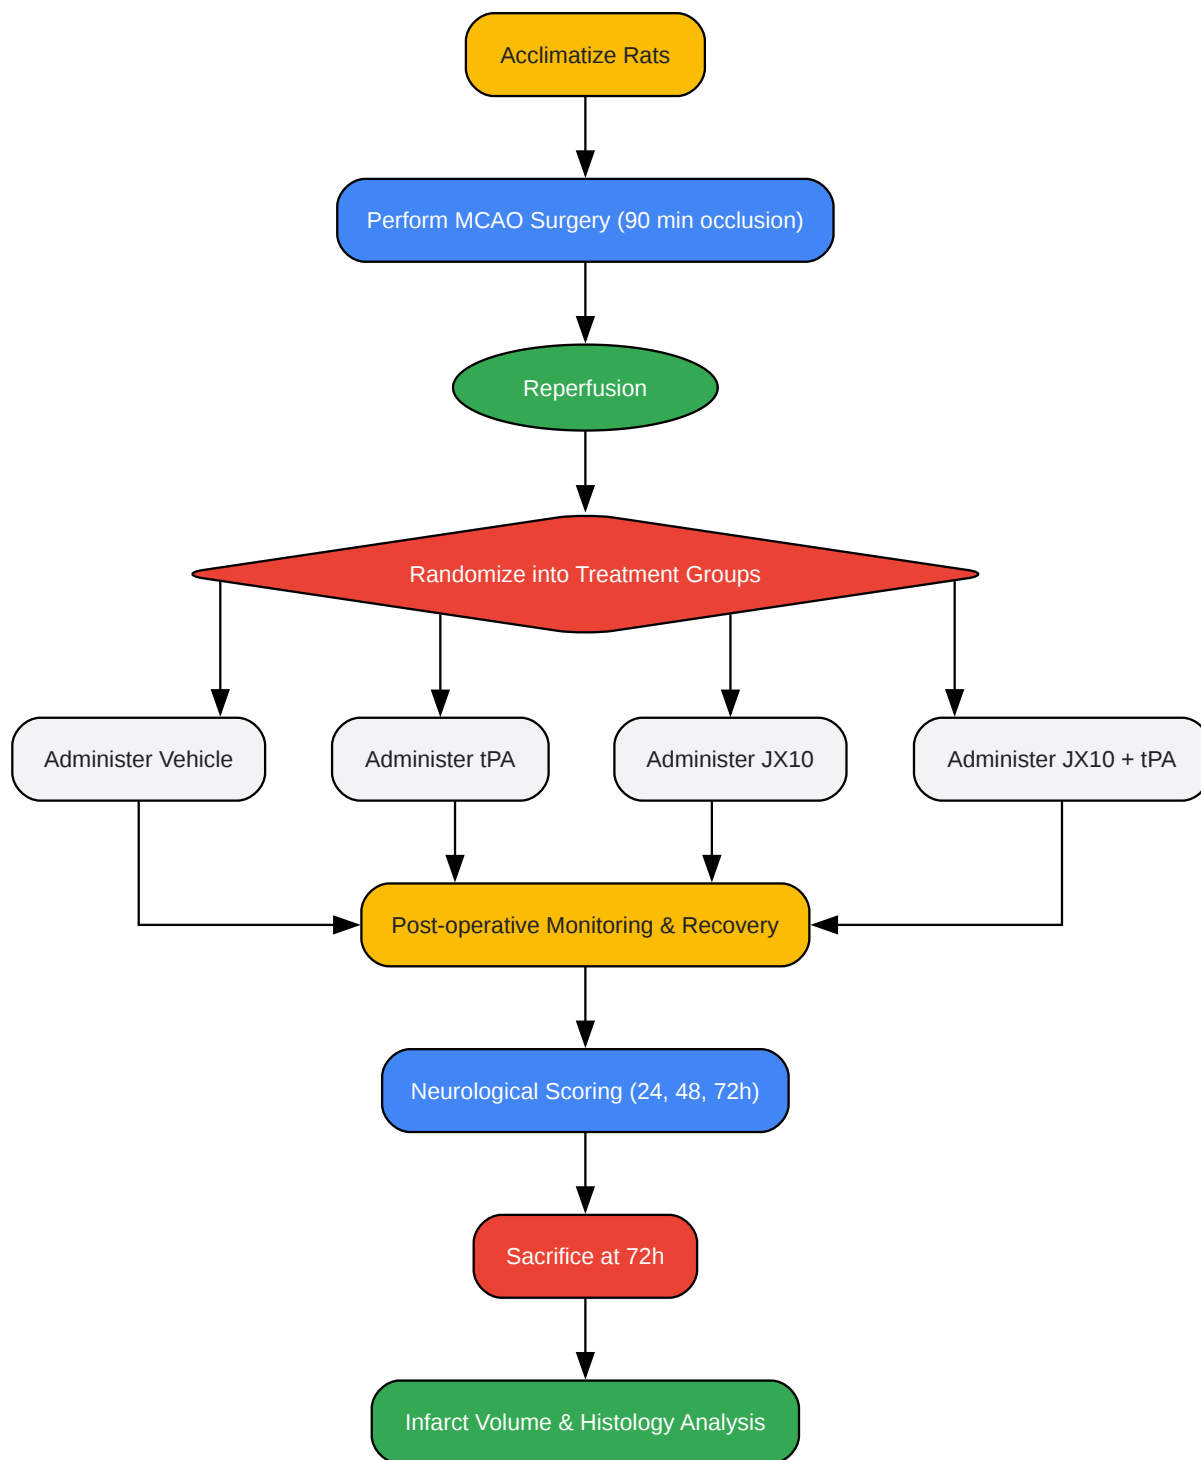 Acclimatize Rats
Perform MCAO Surgery (90 min occlusion)
Reperfusion
Randomize into Treatment Groups
Administer Vehicle
Administer tPA
Administer JX10
Administer JX10 + tPA
Post-operative Monitoring & Recovery
Neurological Scoring (24, 48, 72h)
Sacrifice at 72h
Infarct Volume & Histology Analysis